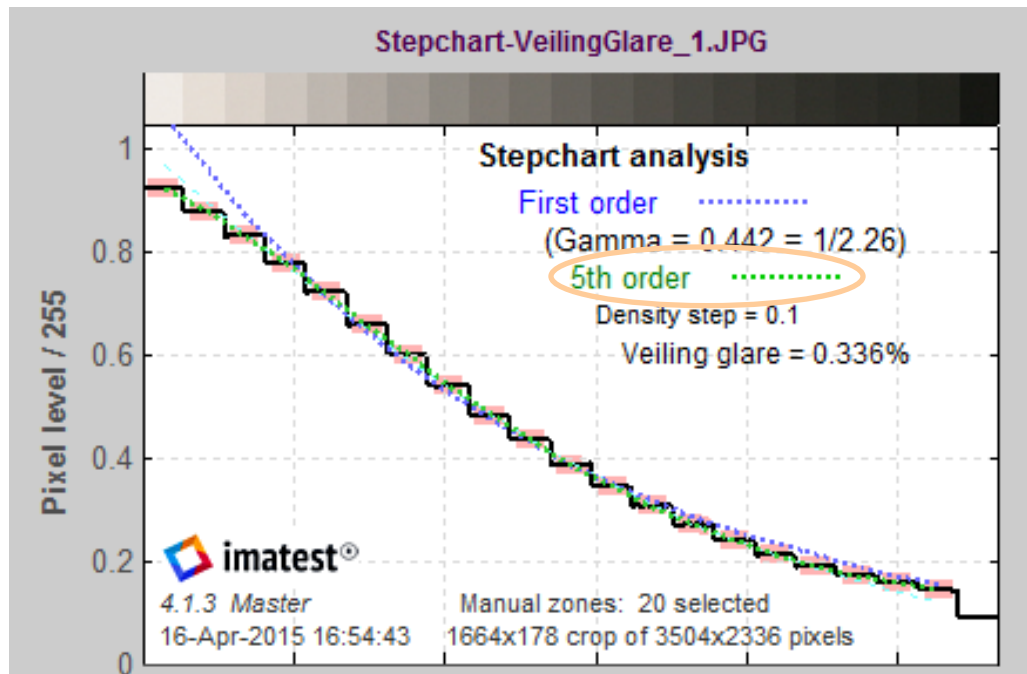 Stepchart-VeilingGlare_1.JPG
Stepchart analysis
First order
(Gamma = 0.442 = 1/2.26)
5th order
Density step = 0.1
Veiling glare = 0.336%
Pixel level / 255
1
0.8
0.6
0.4
0.2
0
imatest®
4.1.3 Master
Manual zones: 20 selected
16-Apr-2015 16:54:43
1664x178 crop of 3504x2336 pixels